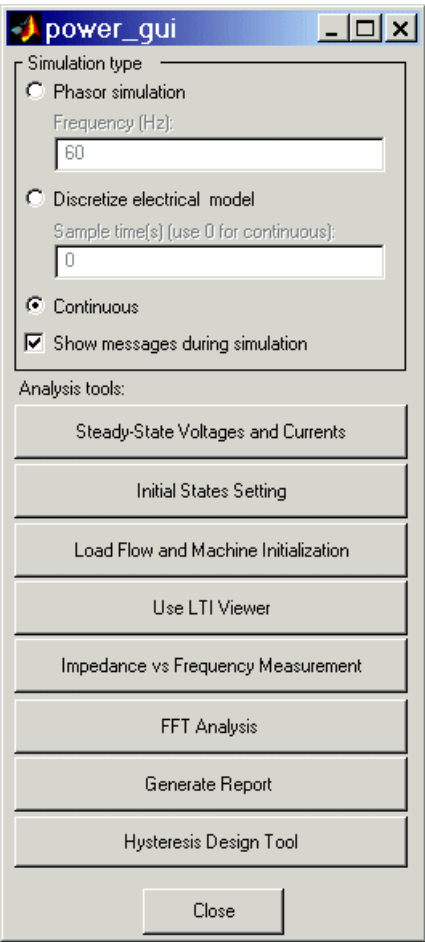 power_gui
Simulation type
Phasor simulation
Frequency (Hz):
60
Discretize electrical model
Sample time(s) (use 0 for continuous):
0
Continuous
Show messages during simulation
Analysis tools:
Steady-State Voltages and Currents
Initial States Setting
Load Flow and Machine Initialization
Use LTI Viewer
Impedance vs Frequency Measurement
FFT Analysis
Generate Report
Hysteresis Design Tool
Close